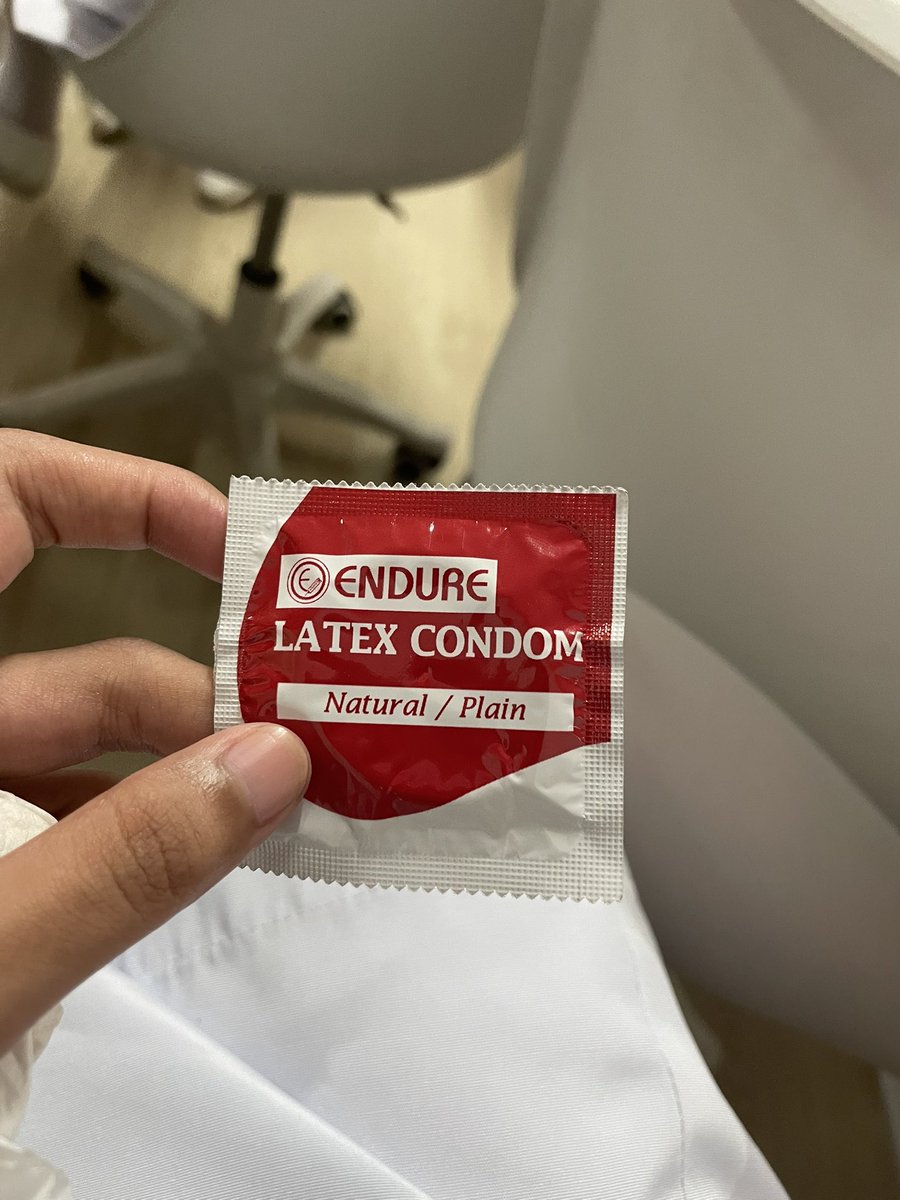 E ENDURE
LATEX CONDOM
Natural / Plain